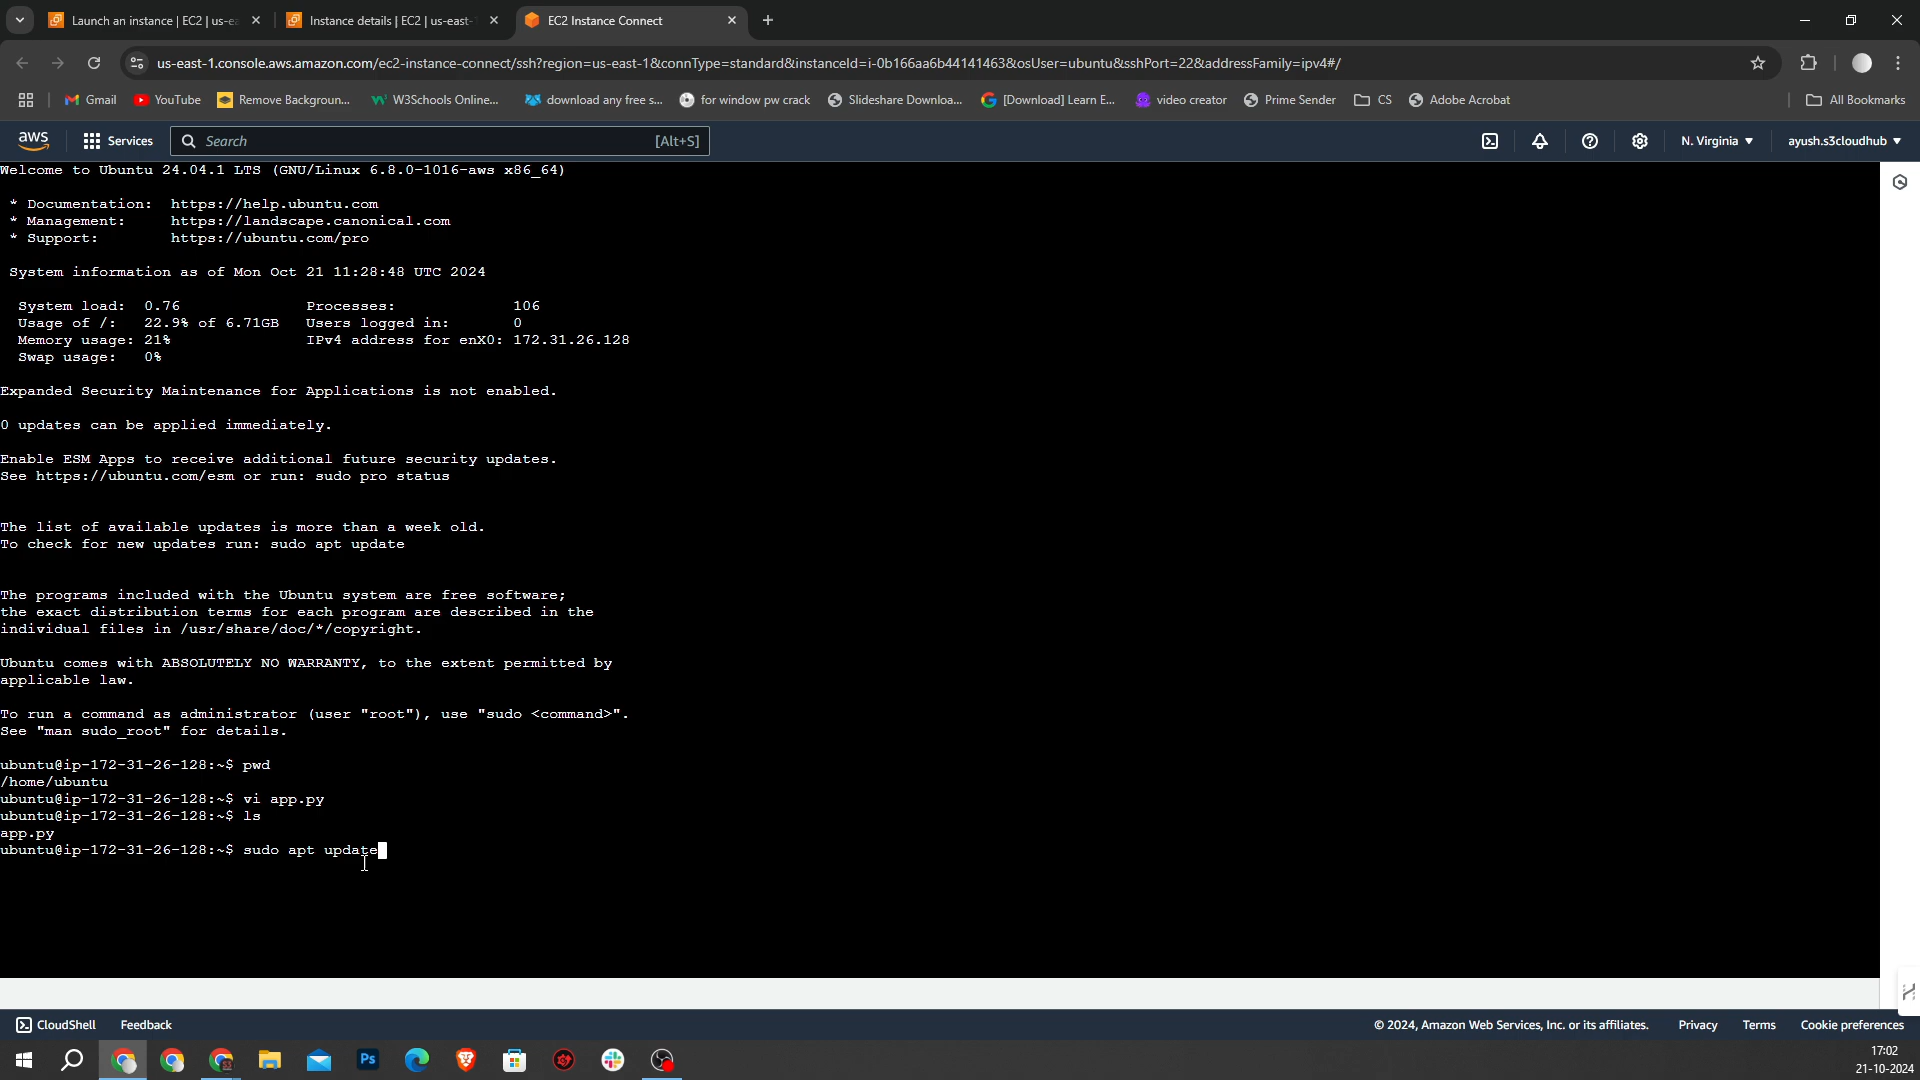 Launch an instance | EC2 | us-ea
Instance details | EC2 | us-east-1
EC2 Instance Connect
us-east-1.console.aws.amazon.com/ec2-instance-connect/ssh?region=us-east-1&connType=standard&instanceId=i-0b166aa6b44141463&osUser=ubuntu&sshPort=22&addressFamily=ipv4#/
Gmail YouTube Remove Backgroun... W3Schools Online... download any free s... for window pw crack Slideshare Downloa... [Download] Learn E... video creator Prime Sender CS Adobe Acrobat All Bookmarks
aws Services Search [Alt+S] N. Virginia ayush.s3cloudhub
Welcome to Ubuntu 24.04.1 LTS (GNU/Linux 6.8.0-1016-aws x86_64)
* Documentation: https://help.ubuntu.com
* Management: https://landscape.canonical.com
* Support: https://ubuntu.com/pro
System information as of Mon Oct 21 11:28:48 UTC 2024
System load: 0.76 Processes: 106
Usage of /: 22.9% of 6.71GB Users logged in: 0
Memory usage: 21% IPv4 address for enX0: 172.31.26.128
Swap usage: 0%
Expanded Security Maintenance for Applications is not enabled.
0 updates can be applied immediately.
Enable ESM Apps to receive additional future security updates.
See https://ubuntu.com/esm or run: sudo pro status
The list of available updates is more than a week old.
To check for new updates run: sudo apt update
The programs included with the Ubuntu system are free software;
the exact distribution terms for each program are described in the
individual files in /usr/share/doc/*/copyright.
Ubuntu comes with ABSOLUTELY NO WARRANTY, to the extent permitted by
applicable law.
To run a command as administrator (user "root"), use "sudo <command>".
See "man sudo_root" for details.
ubuntu@ip-172-31-26-128:~$ pwd
/home/ubuntu
ubuntu@ip-172-31-26-128:~$ vi app.py
ubuntu@ip-172-31-26-128:~$ ls
app.py
ubuntu@ip-172-31-26-128:~$ sudo apt update
CloudShell Feedback © 2024, Amazon Web Services, Inc. or its affiliates. Privacy Terms Cookie preferences
Ps
17:02
21-10-2024